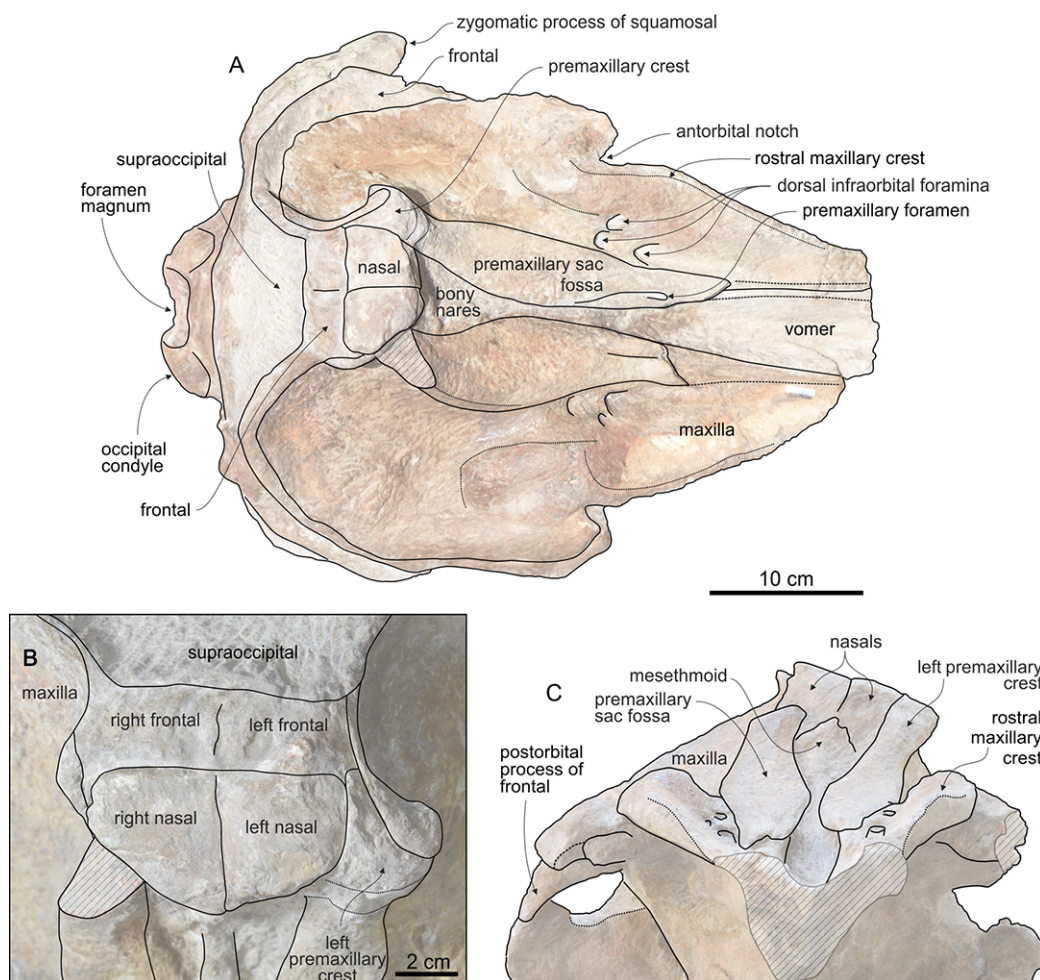 A
zygomatic process of squamosal
frontal
premaxillary crest
antorbital notch
rostral maxillary crest
dorsal infraorbital foramina
premaxillary foramen
supraoccipital
foramen
magnum
nasal
premaxillary sac
fossa
bony
nares
vomer
maxilla
occipital
condyle
frontal
10 cm
B
supraoccipital
maxilla
right frontal
left frontal
right nasal
left nasal
left
premaxillary
crest
2 cm
C
nasals
mesethmoid
premaxillary
sac fossa
left premaxillary
crest
rostral
maxillary
crest
maxilla
postorbital
process of
frontal